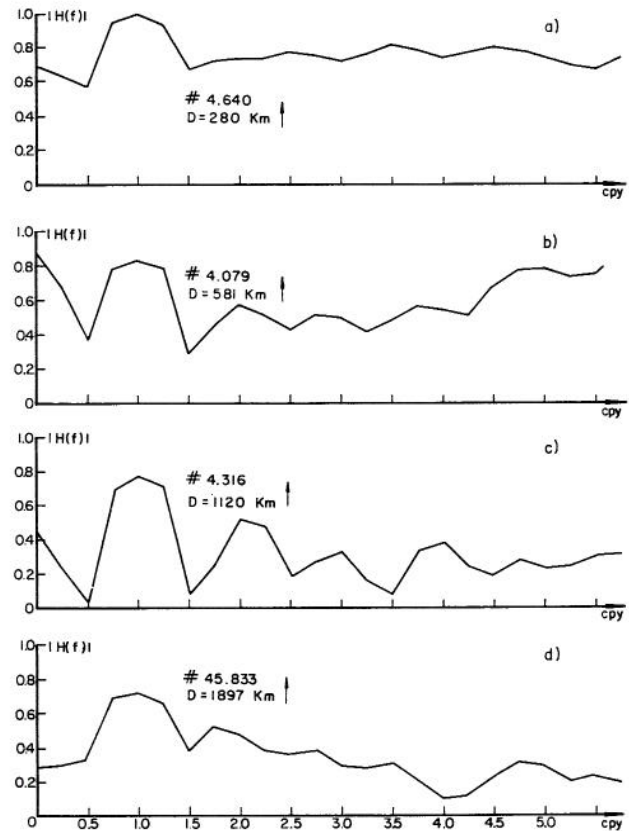 1.0 |H(f)| a)
0.8
0.6
# 4.640
0.4 D=280 Km
0.2
0 cpy
1.0 |H(f)| b)
0.8
# 4.079
0.6 D=581 Km
0.4
0.2
0 cpy
1.0 |H(f)| c)
0.8
# 4.316
0.6 D=1120 Km
0.4
0.2
0 cpy
1.0 |H(f)| d)
0.8
# 45.833
0.6 D=1897 Km
0.4
0.2
0 0.5 1.0 1.5 2.0 2.5 3.0 3.5 4.0 4.5 5.0 cpy